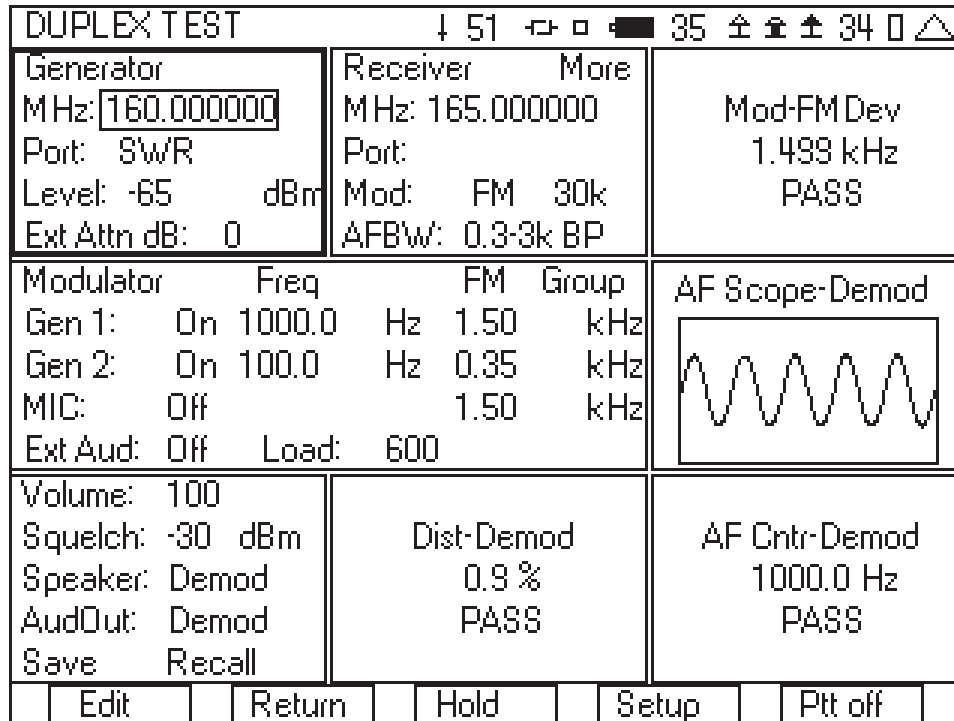 DUPLEX TEST 51 35 34
Generator
MHz: 160.000000
Port: SWR
Level: -65 dBm
Ext Attn dB: 0
Receiver More
MHz: 165.000000
Port:
Mod: FM 30k
AFBW: 0.3-3k BP
Mod-FM Dev
1.499 kHz
PASS
Modulator Freq FM Group
Gen 1: On 1000.0 Hz 1.50 kHz
Gen 2: On 100.0 Hz 0.35 kHz
MIC: Off 1.50 kHz
Ext Aud: Off Load: 600
AF Scope-Demod
Volume: 100
Squelch: -30 dBm
Speaker: Demod
AudOut: Demod
Save Recall
Dist-Demod
0.9 %
PASS
AF Cntr-Demod
1000.0 Hz
PASS
Edit Return Hold Setup Ptt off